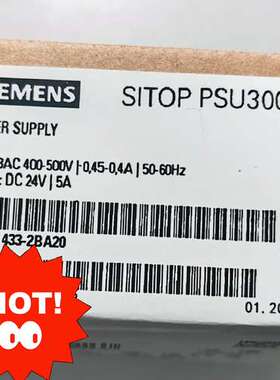 EMENS SITOP PSU300
ER SUPPLY
3AC 400-500V 0,45-0,4A 50-60Hz
: DC 24V 5A
433-2BA20
HOT!
00
01.20